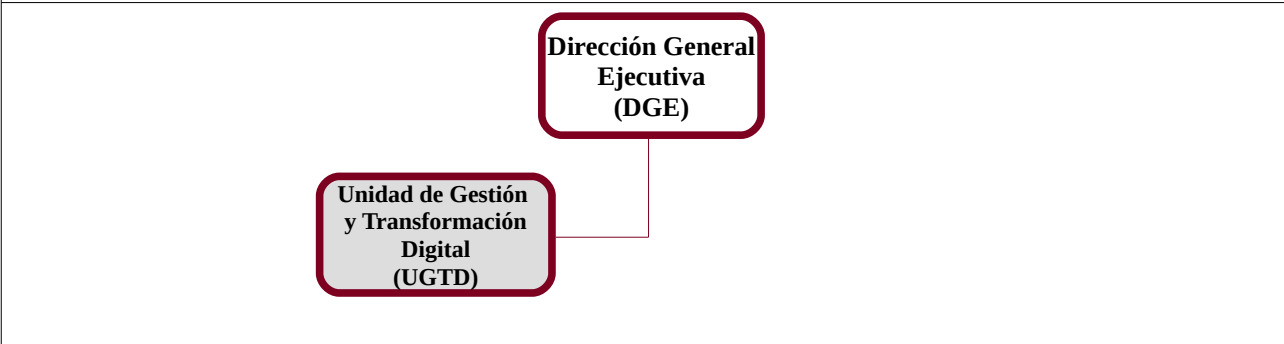 Dirección General
Ejecutiva
(DGE)
Unidad de Gestión
y Transformación
Digital
(UGTD)